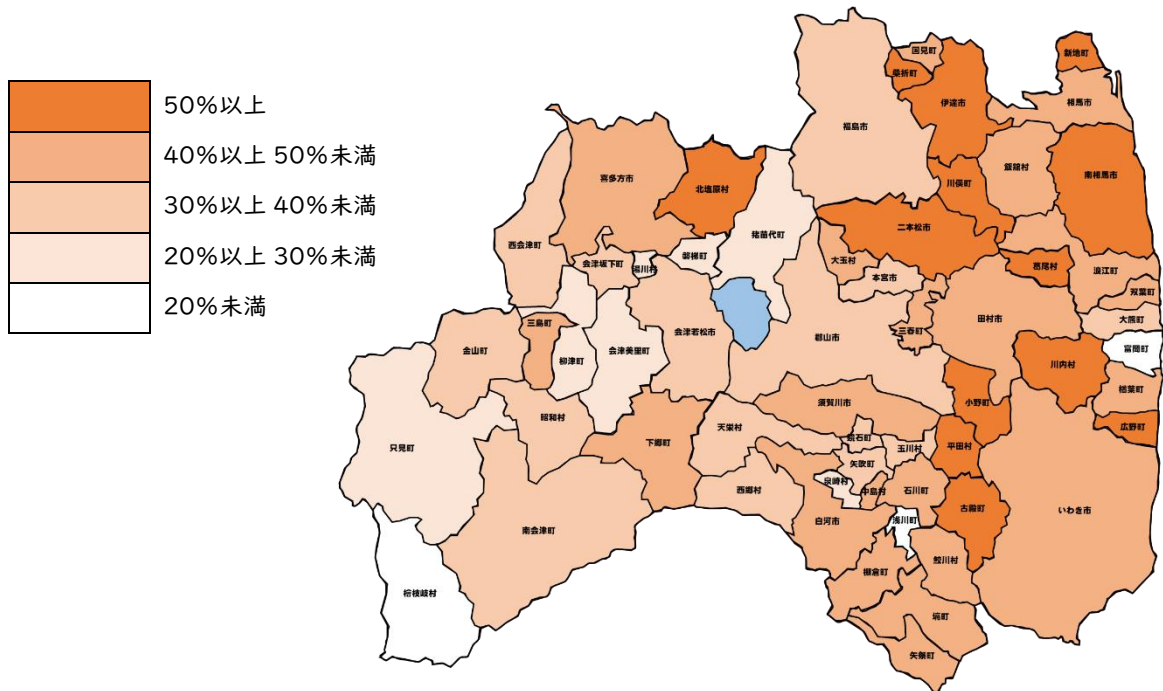 50%以上
40%以上 50%未満
30%以上 40%未満
20%以上 30%未満
20%未満
国見町
新地町
桑折町
伊達市
相馬市
福島市
飯舘村
南相馬市
川俣町
喜多方市
北塩原村
猪苗代町
二本松市
西会津町
磐梯町
会津坂下町
湯川村
大玉村
本宮市
葛尾村
浪江町
双葉町
大熊町
田村市
三春町
郡山市
富岡町
三島町
会津若松市
金山町
会津美里町
柳津町
川内村
楢葉町
小野町
須賀川市
広野町
昭和村
天栄村
下郷町
鏡石町
玉川村
平田村
只見町
矢吹町
泉崎村
中島村
石川町
西郷村
古殿町
いわき市
白河市
浅川町
南会津町
鮫川村
棚倉町
檜枝岐村
塙町
矢祭町